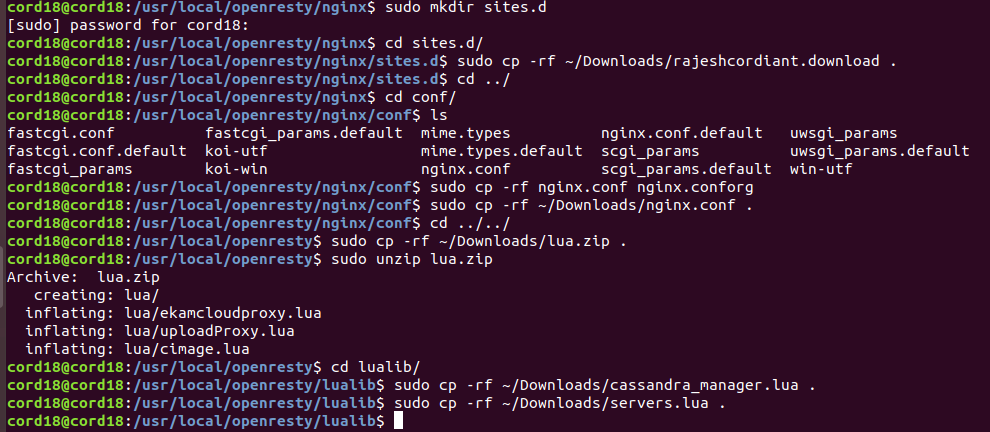 cord18@cord18:/usr/local/openresty/nginx$ sudo mkdir sites.d
[sudo] password for cord18:
cord18@cord18:/usr/local/openresty/nginx$ cd sites.d/
cord18@cord18:/usr/local/openresty/nginx/sites.d$ sudo cp -rf ~/Downloads/rajeshcordiant.download .
cord18@cord18:/usr/local/openresty/nginx/sites.d$ cd ../
cord18@cord18:/usr/local/openresty/nginx$ cd conf/
cord18@cord18:/usr/local/openresty/nginx/conf$ ls
fastcgi.conf          fastcgi_params.default  mime.types          nginx.conf.default   uwsgi_params
fastcgi.conf.default  koi-utf                 mime.types.default  scgi_params          uwsgi_params.default
fastcgi_params        koi-win                 nginx.conf          scgi_params.default  win-utf
cord18@cord18:/usr/local/openresty/nginx/conf$ sudo cp -rf nginx.conf nginx.conforg
cord18@cord18:/usr/local/openresty/nginx/conf$ sudo cp -rf ~/Downloads/nginx.conf .
cord18@cord18:/usr/local/openresty/nginx/conf$ cd ../../
cord18@cord18:/usr/local/openresty$ sudo cp -rf ~/Downloads/lua.zip .
cord18@cord18:/usr/local/openresty$ sudo unzip lua.zip
Archive:  lua.zip
   creating: lua/
  inflating: lua/ekamcloudproxy.lua
  inflating: lua/uploadProxy.lua
  inflating: lua/cimage.lua
cord18@cord18:/usr/local/openresty$ cd lualib/
cord18@cord18:/usr/local/openresty/lualib$ sudo cp -rf ~/Downloads/cassandra_manager.lua .
cord18@cord18:/usr/local/openresty/lualib$ sudo cp -rf ~/Downloads/servers.lua .
cord18@cord18:/usr/local/openresty/lualib$